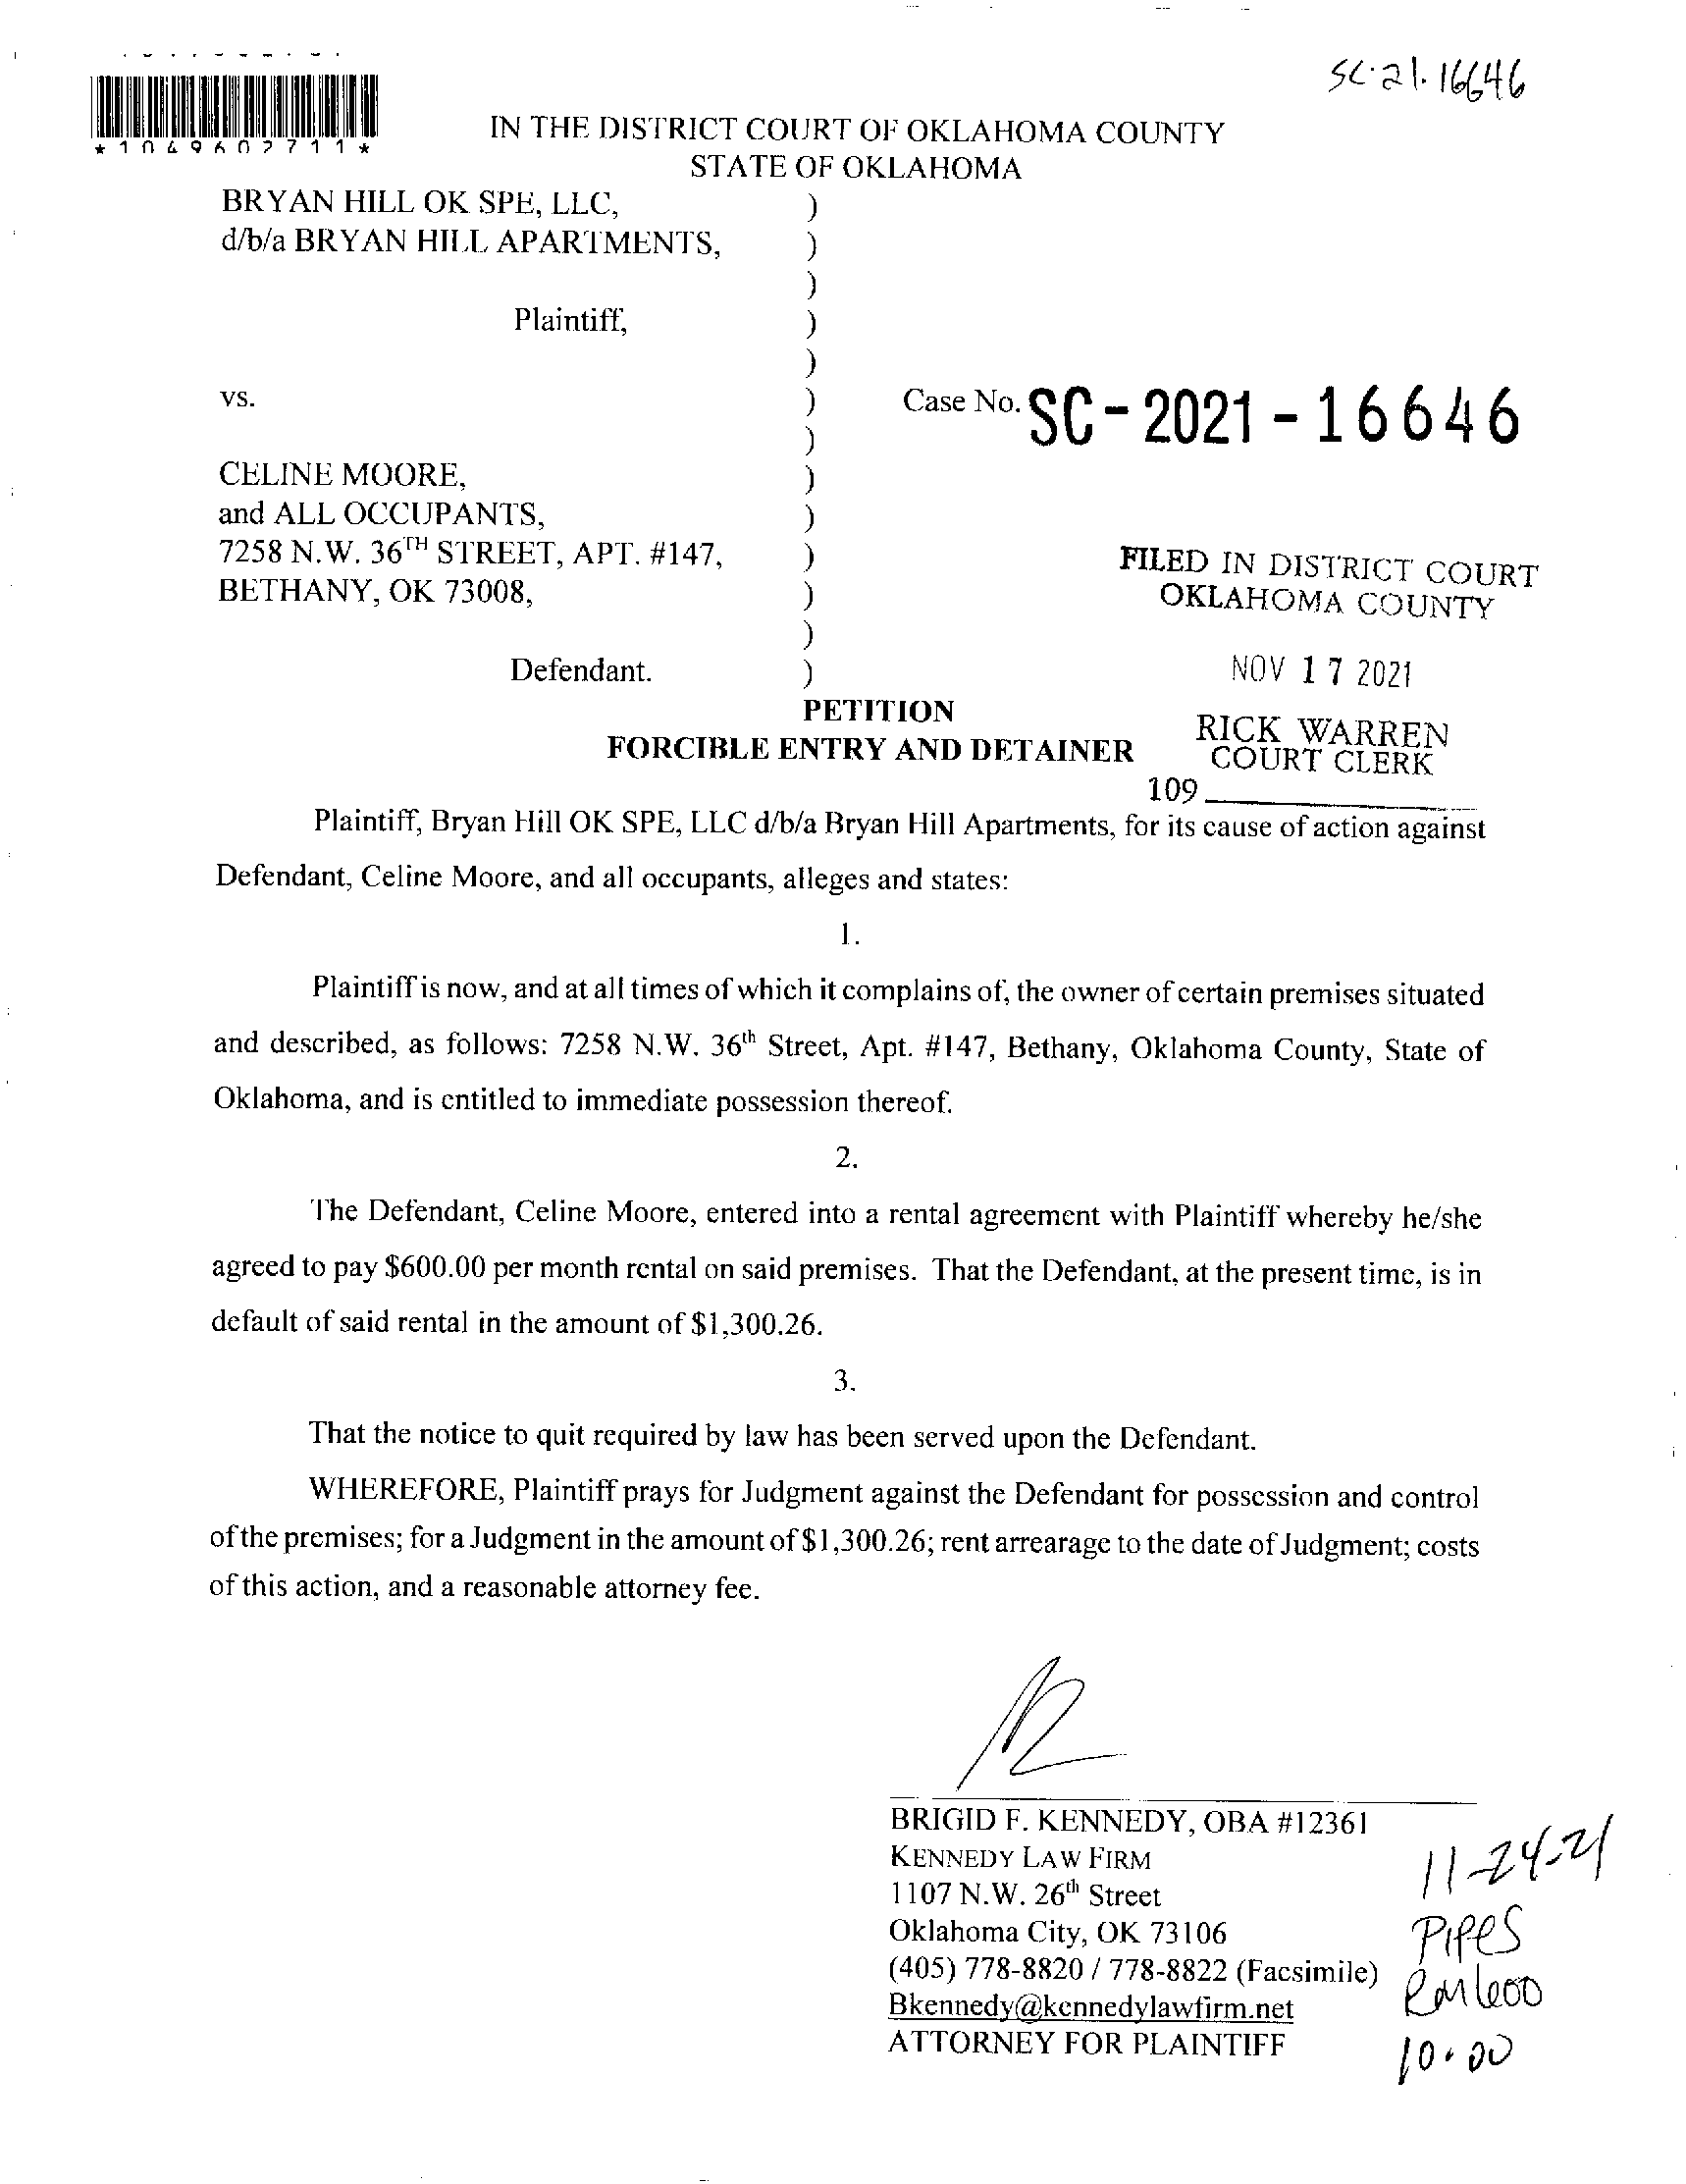 SC-21-16646
*1049602711*
IN THE DISTRICT COURT OF OKLAHOMA COUNTY
STATE OF OKLAHOMA
BRYAN HILL OK SPE, LLC, )
d/b/a BRYAN HILL APARTMENTS, )
)
Plaintiff, )
)
vs. ) Case No. SC-2021-16646
)
CELINE MOORE, )
and ALL OCCUPANTS, )
7258 N.W. 36TH STREET, APT. #147, )
BETHANY, OK 73008, )
)
Defendant. )
FILED IN DISTRICT COURT
OKLAHOMA COUNTY
NOV 17 2021
RICK WARREN
COURT CLERK
109
PETITION
FORCIBLE ENTRY AND DETAINER
Plaintiff, Bryan Hill OK SPE, LLC d/b/a Bryan Hill Apartments, for its cause of action against
Defendant, Celine Moore, and all occupants, alleges and states:
1.
Plaintiff is now, and at all times of which it complains of, the owner of certain premises situated
and described, as follows: 7258 N.W. 36th Street, Apt. #147, Bethany, Oklahoma County, State of
Oklahoma, and is entitled to immediate possession thereof.
2.
The Defendant, Celine Moore, entered into a rental agreement with Plaintiff whereby he/she
agreed to pay $600.00 per month rental on said premises. That the Defendant, at the present time, is in
default of said rental in the amount of $1,300.26.
3.
That the notice to quit required by law has been served upon the Defendant.
WHEREFORE, Plaintiff prays for Judgment against the Defendant for possession and control
of the premises; for a Judgment in the amount of $1,300.26; rent arrearage to the date of Judgment; costs
of this action, and a reasonable attorney fee.
BRIGID F. KENNEDY, OBA #12361
KENNEDY LAW FIRM
1107 N.W. 26th Street
Oklahoma City, OK 73106
(405) 778-8820 / 778-8822 (Facsimile)
Bkennedy@kennedylawfirm.net
ATTORNEY FOR PLAINTIFF
11-24-21
Pipes
10:00